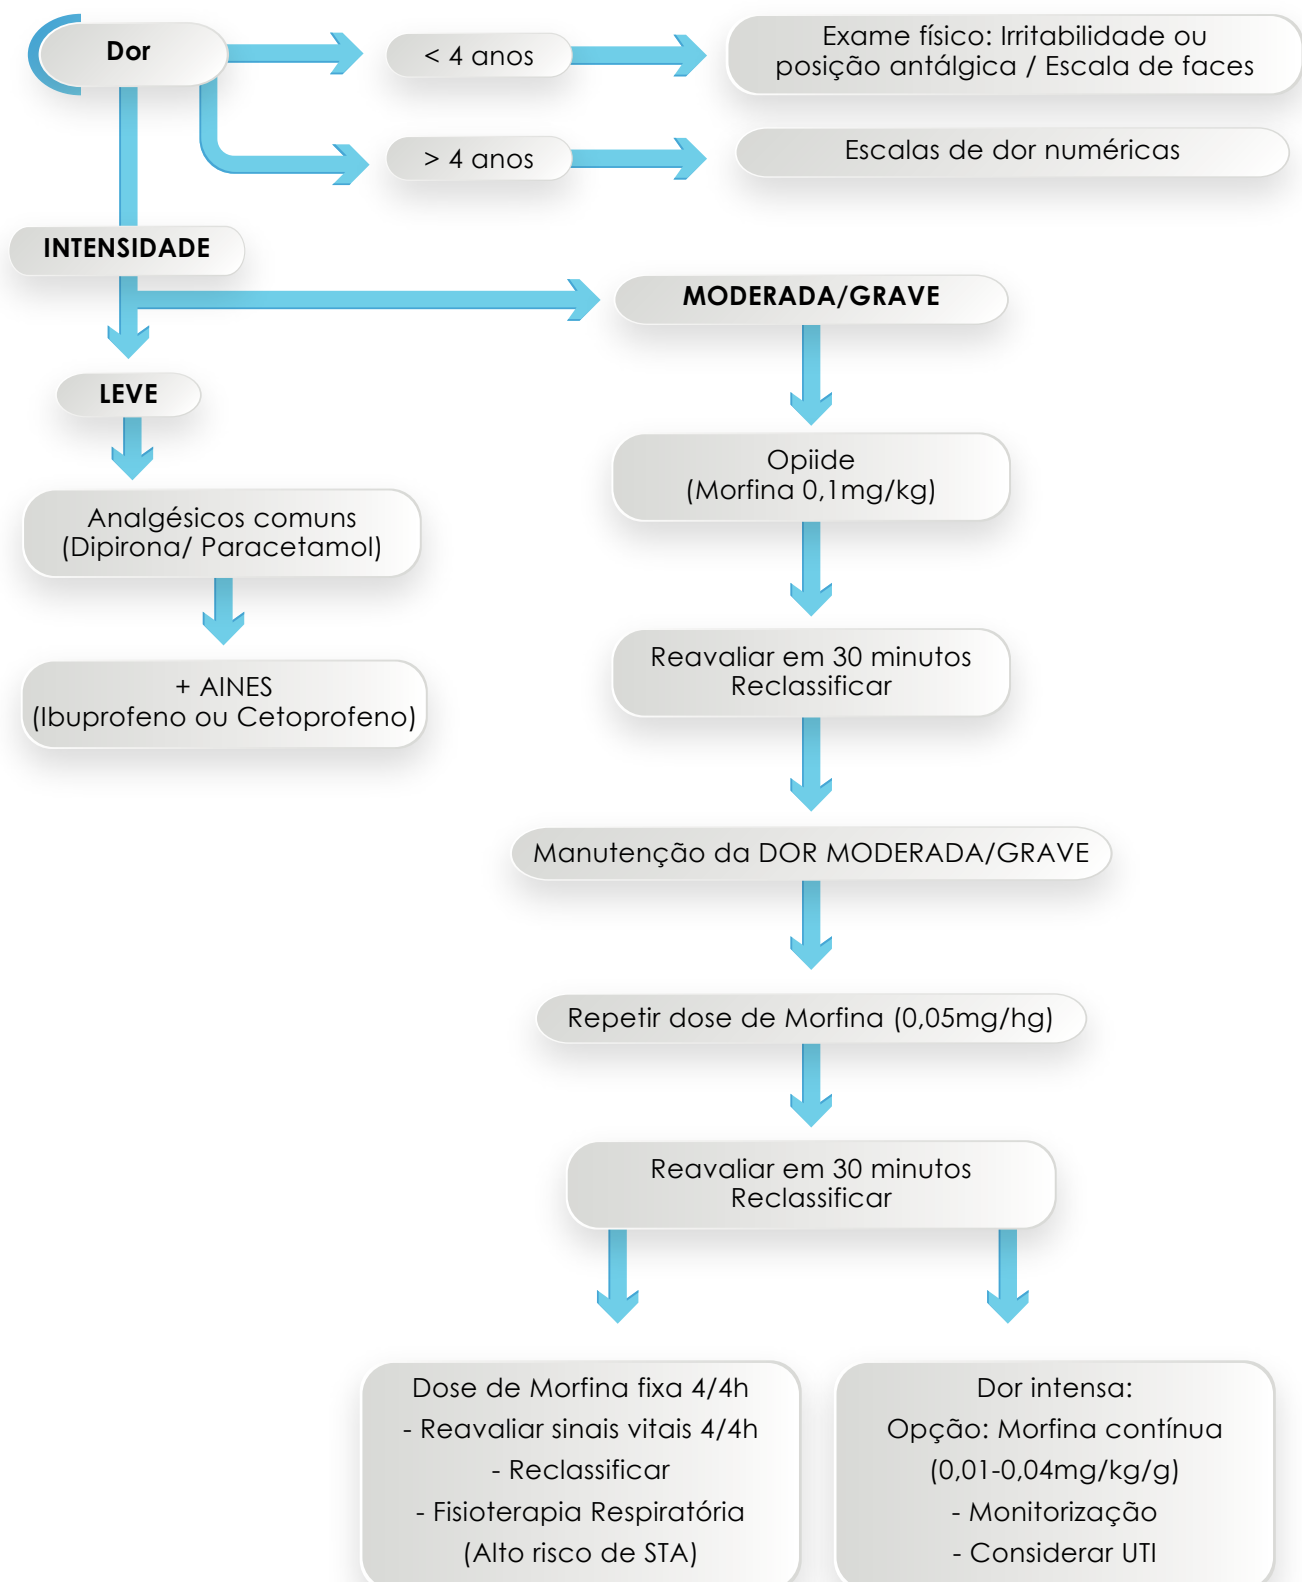 Dor
< 4 anos
Exame físico: Irritabilidade ou
posição antálgica / Escala de faces
> 4 anos
Escalas de dor numéricas
INTENSIDADE
MODERADA/GRAVE
LEVE
Opiide
(Morfina 0,1mg/kg)
Analgésicos comuns
(Dipirona/ Paracetamol)
Reavaliar em 30 minutos
Reclassificar
+ AINES
(Ibuprofeno ou Cetoprofeno)
Manutenção da DOR MODERADA/GRAVE
Repetir dose de Morfina (0,05mg/hg)
Reavaliar em 30 minutos
Reclassificar
Dose de Morfina fixa 4/4h
- Reavaliar sinais vitais 4/4h
- Reclassificar
- Fisioterapia Respiratória
(Alto risco de STA)
Dor intensa:
Opção: Morfina contínua
(0,01-0,04mg/kg/g)
- Monitorização
- Considerar UTI